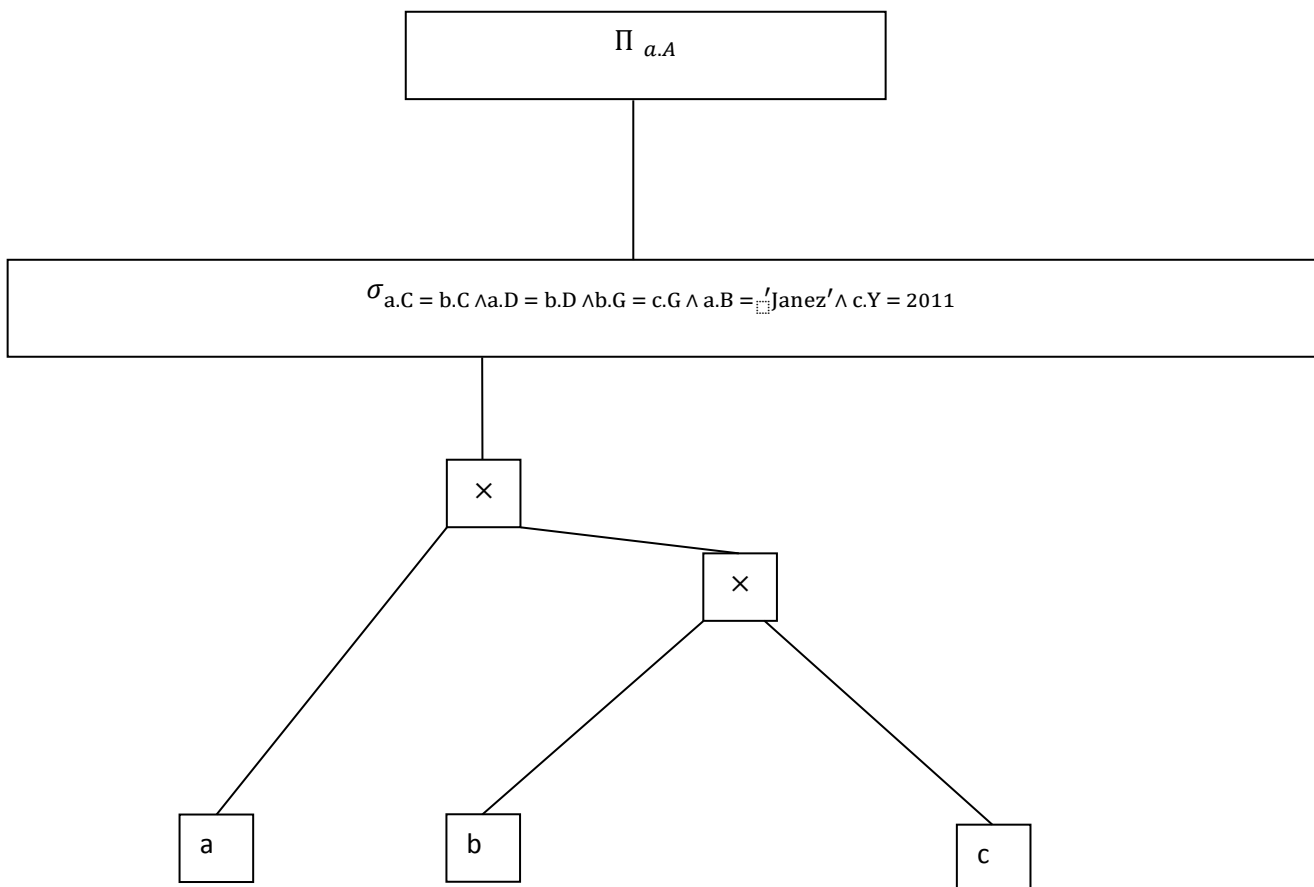 Π a.A
σ a.C = b.C ∧a.D = b.D ∧b.G = c.G ∧ a.B = ′Janez′ ∧ c.Y = 2011
×
×
a
b
c